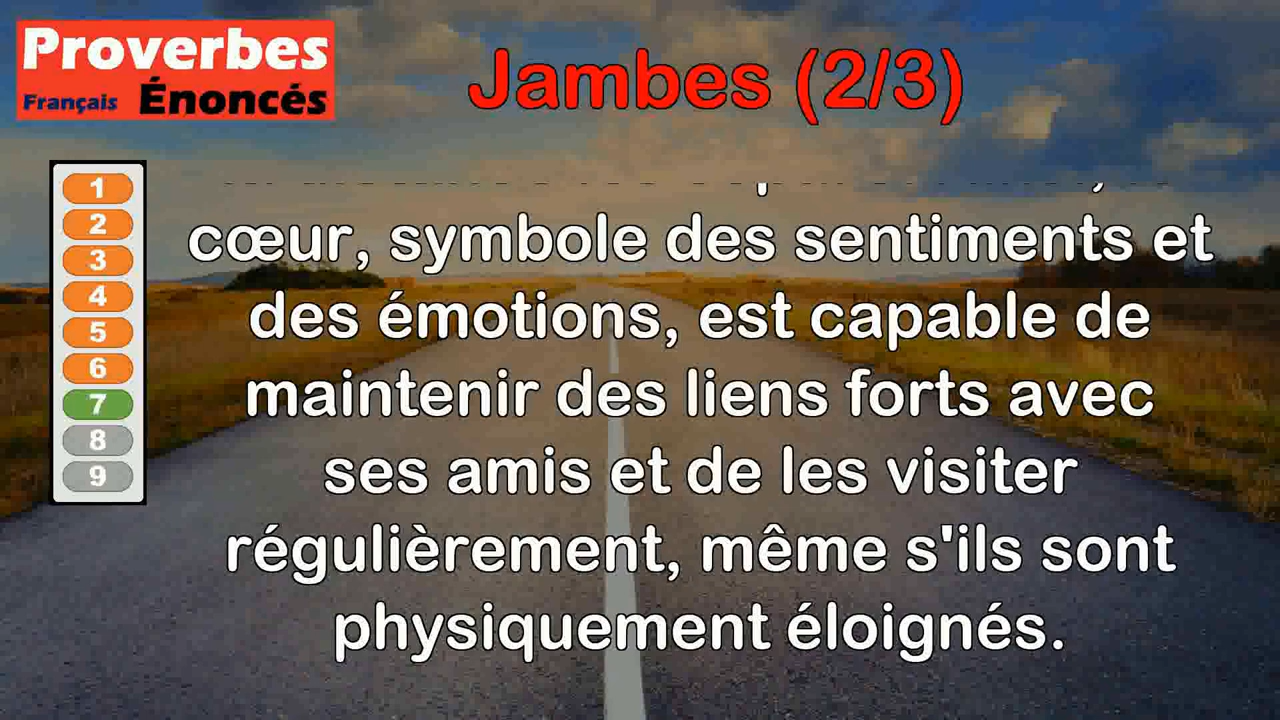 Proverbes
Français Énoncés
Jambes (2/3)
1
2
3
4
5
6
7
8
9
cœur, symbole des sentiments et
des émotions, est capable de
maintenir des liens forts avec
ses amis et de les visiter
régulièrement, même s'ils sont
physiquement éloignés.